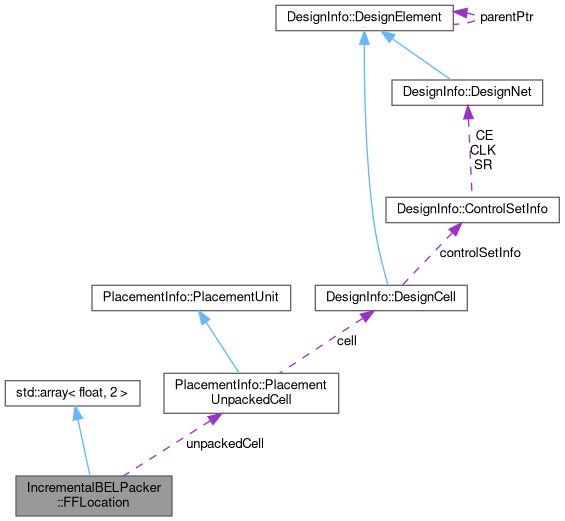 DesignInfo::DesignElement
parentPtr
DesignInfo::DesignNet
CE
CLK
SR
DesignInfo::ControlSetInfo
controlSetInfo
PlacementInfo::PlacementUnit
DesignInfo::DesignCell
cell
PlacementInfo::Placement
UnpackedCell
std::array< float, 2 >
unpackedCell
IncrementalBELPacker
::FFLocation